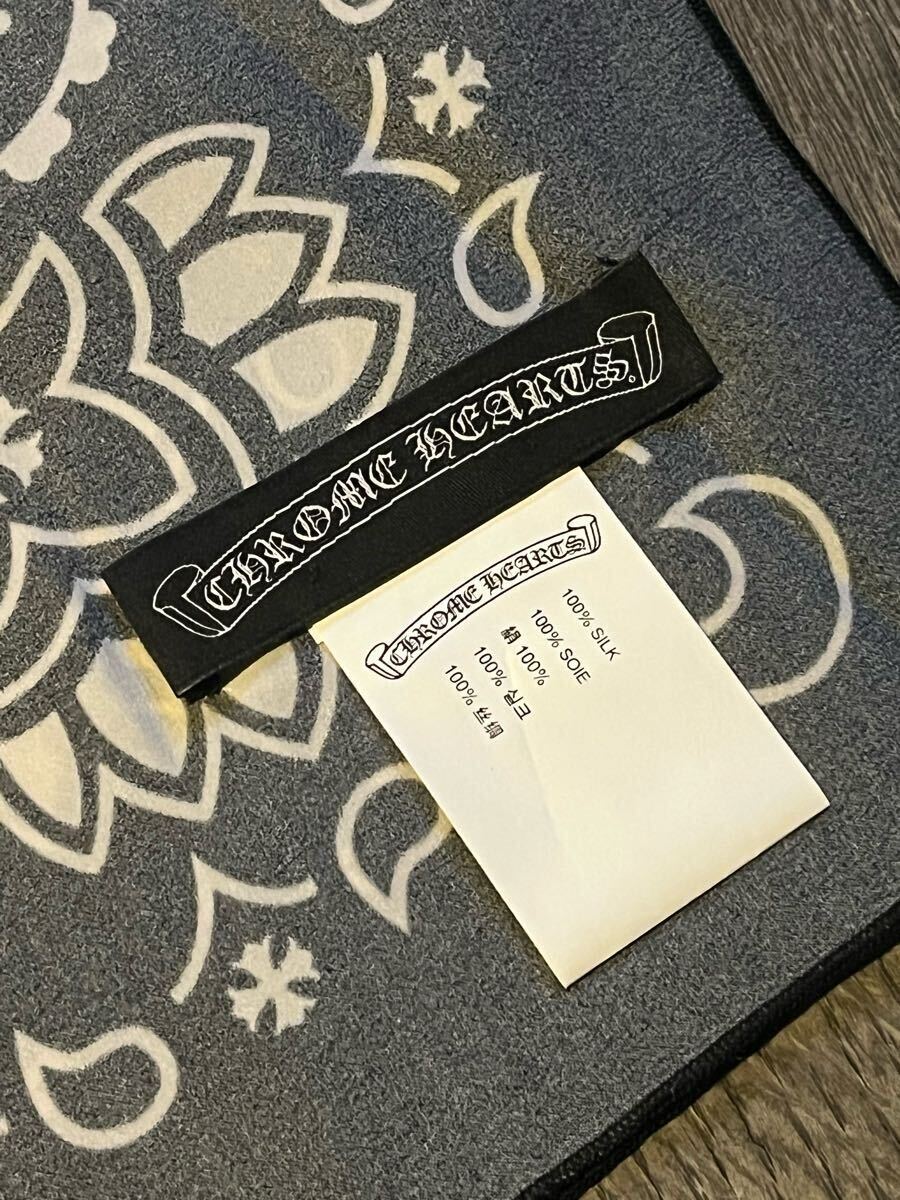 CHROME HEARTS.
CHROME HEARTS
100% SILK
100% SOIE
絹 100%
100% 실크
100% 丝绸